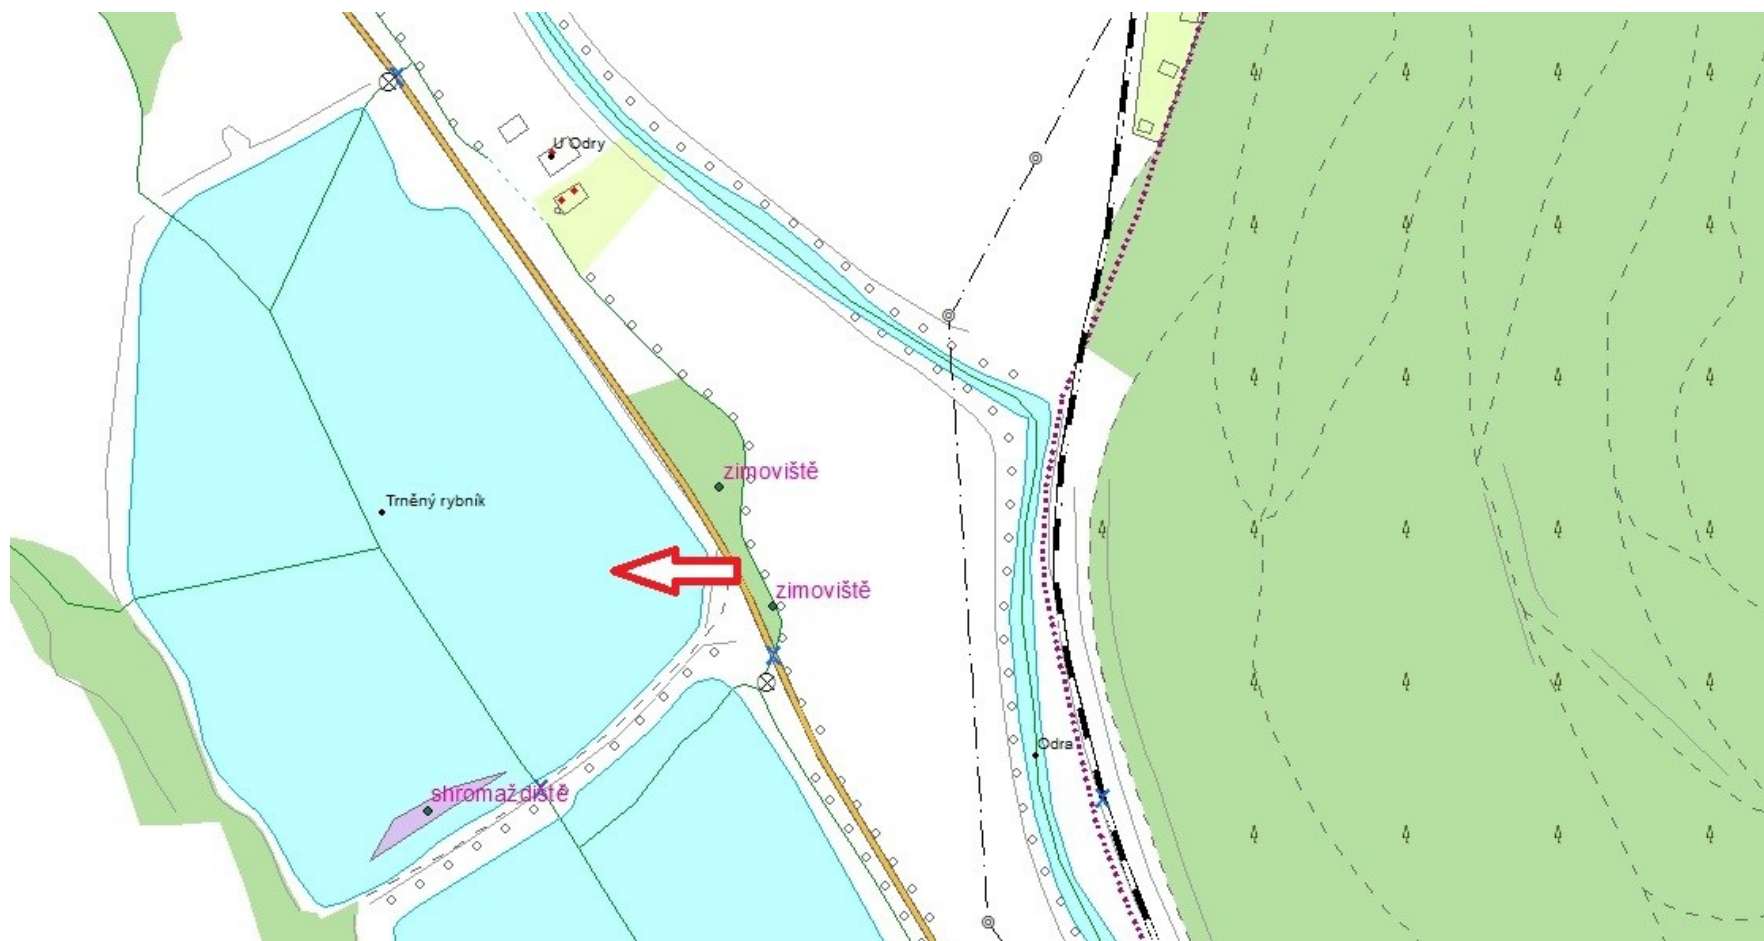 U Odry
zimoviště
Trněný rybník
zimoviště
Odra
shromaždiště